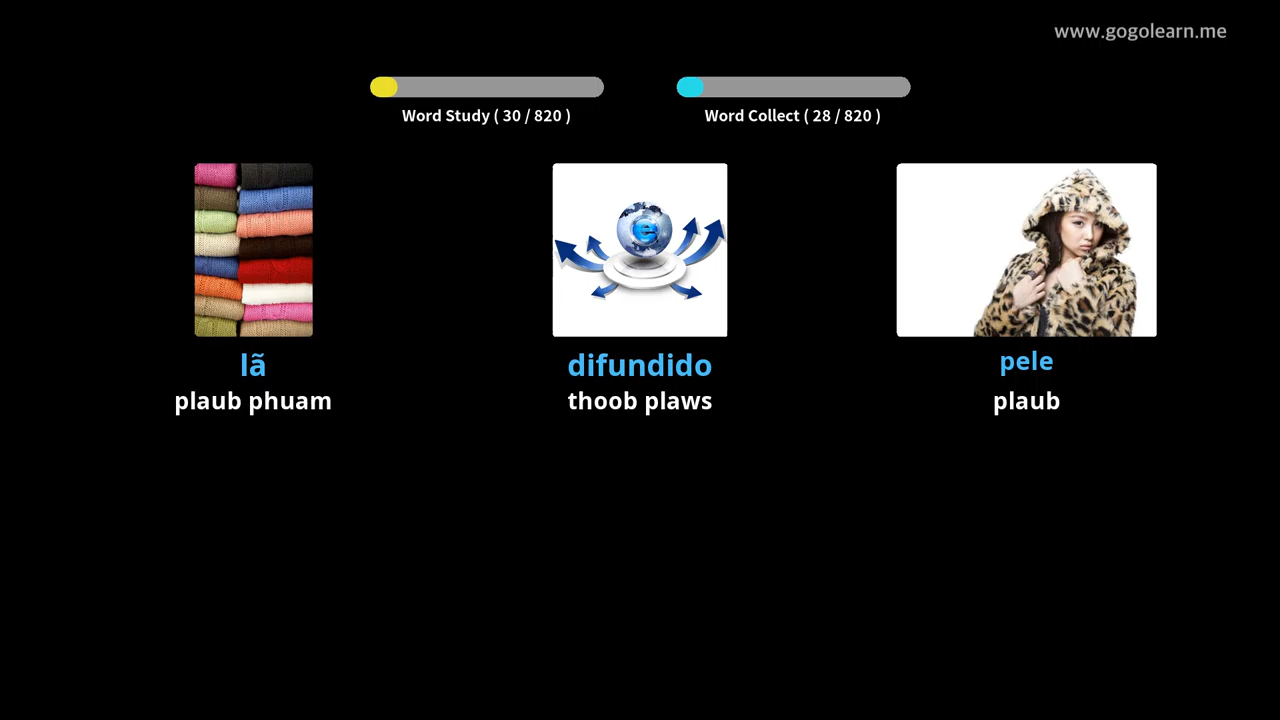 www.gogolearn.me
Word Study ( 30 / 820 )
Word Collect ( 28 / 820 )
e
lã
plaub phuam
difundido
thoob plaws
pele
plaub